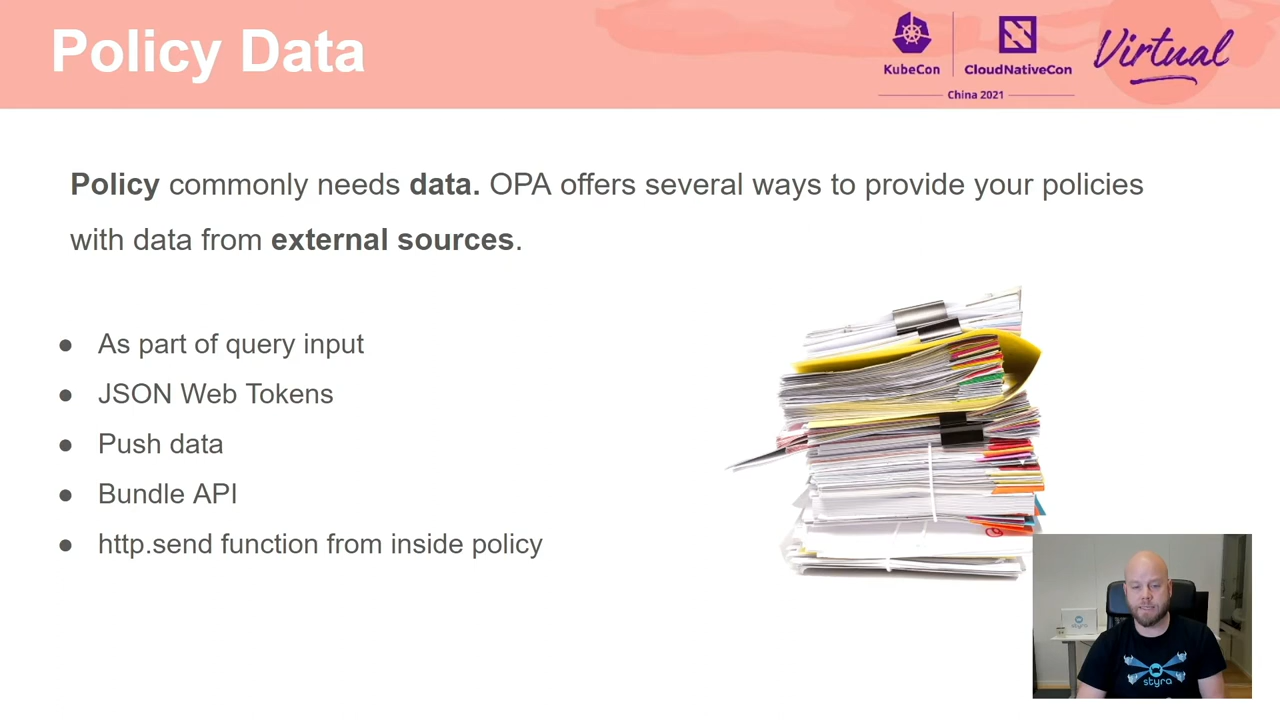 Policy Data
KubeCon
CloudNativeCon
China 2021
Virtual
Policy commonly needs data. OPA offers several ways to provide your policies
with data from external sources.
● As part of query input
● JSON Web Tokens
● Push data
● Bundle API
● http.send function from inside policy
styra
styra